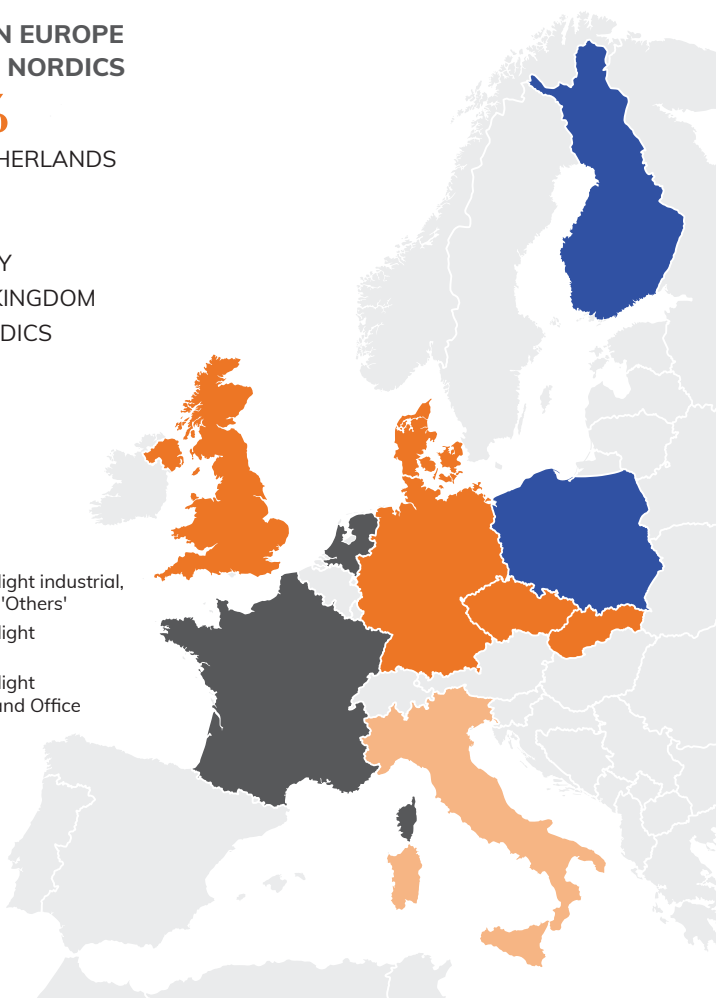 N EUROPE
NORDICS
%
HERLANDS
Y
KINGDOM
DICS
light industrial,
'Others'
light
light
and Office